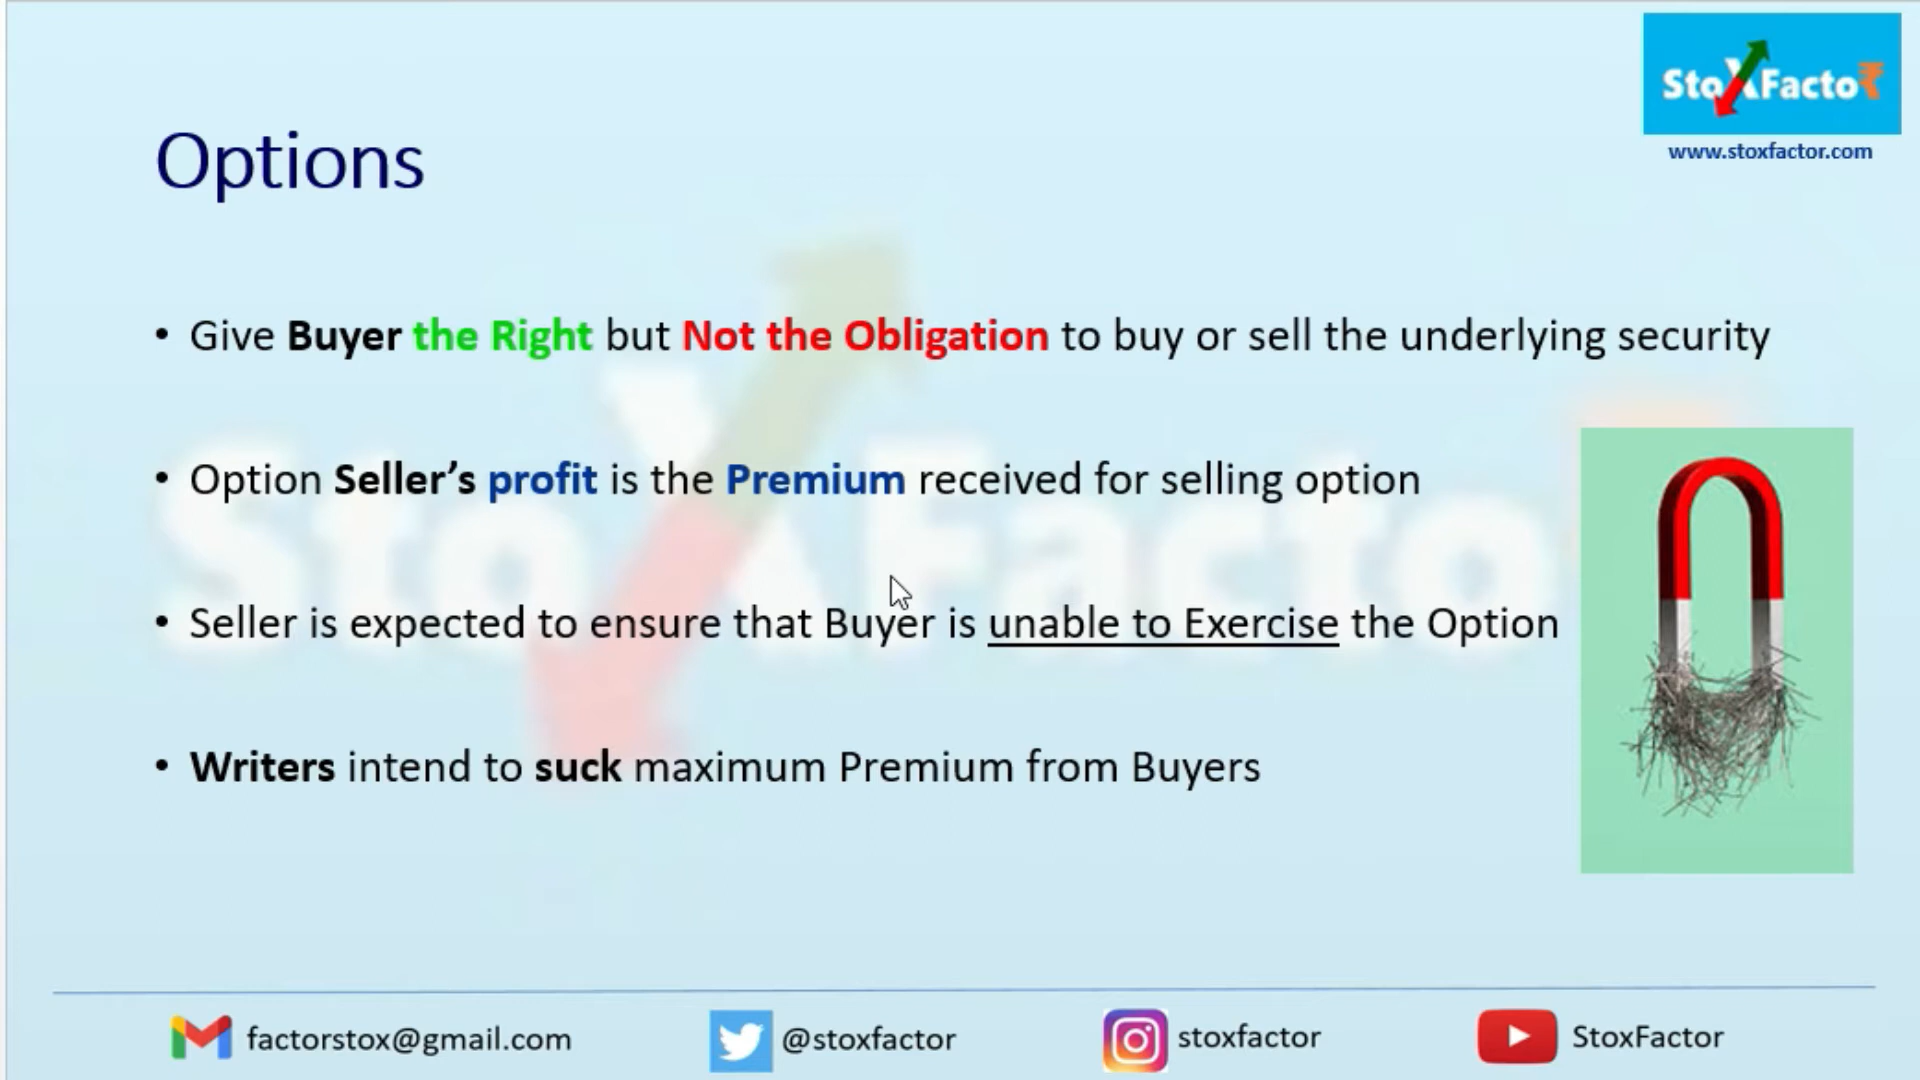 StoXFacto₹
www.stoxfactor.com
Options
• Give Buyer the Right but Not the Obligation to buy or sell the underlying security
• Option Seller’s profit is the Premium received for selling option
• Seller is expected to ensure that Buyer is unable to Exercise the Option
• Writers intend to suck maximum Premium from Buyers
StoXFacto
factorstox@gmail.com
@stoxfactor
stoxfactor
StoxFactor